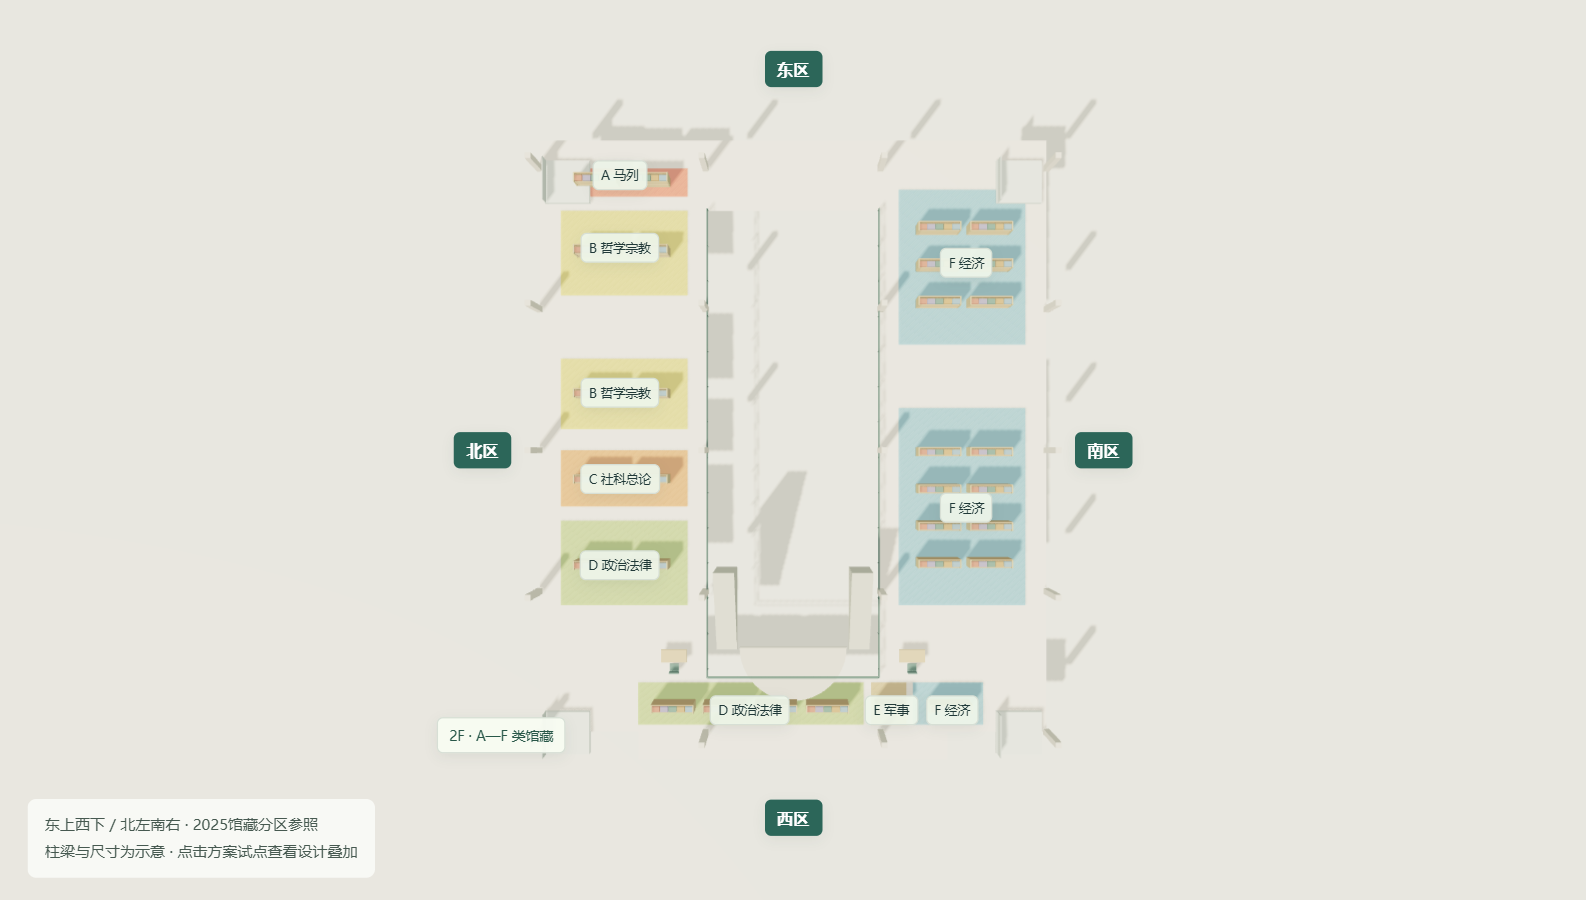 东区
A 马列
B 哲学宗教
F 经济
B 哲学宗教
北区
南区
C 社科总论
F 经济
D 政治法律
D 政治法律
E 军事
F 经济
2F · A—F 类馆藏
西区
东上西下 / 北左南右 · 2025馆藏分区参照
柱梁与尺寸为示意 · 点击方案试点查看设计叠加